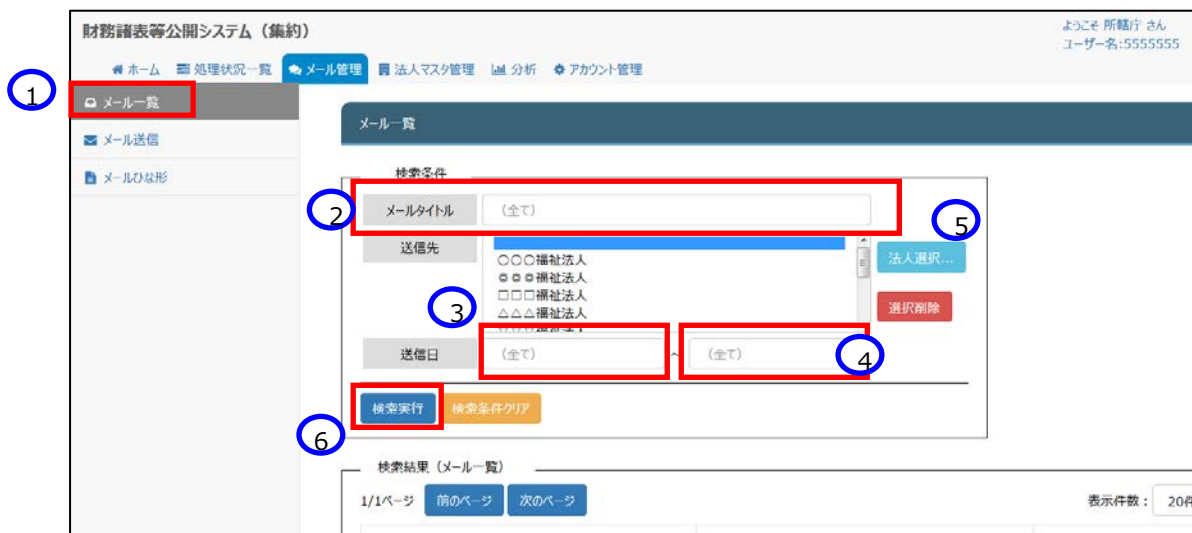 財務諸表等公開システム（集約）
ようこそ 所轄庁 さん
ユーザー名:5555555
ホーム 処理状況一覧 メール管理 法人マスタ管理 分析 アカウント管理
1
メール一覧
メール送信
メールひな形
メール一覧
検索条件
2
メールタイトル (全て)
5
送信先
○○○福祉法人
◎◎◎福祉法人
□□□福祉法人
△△△福祉法人
法人選択...
選択削除
3
送信日 (全て) ~ (全て)
4
検索実行 検索条件クリア
6
検索結果（メール一覧）
1/1ページ 前のページ 次のページ
表示件数： 20件